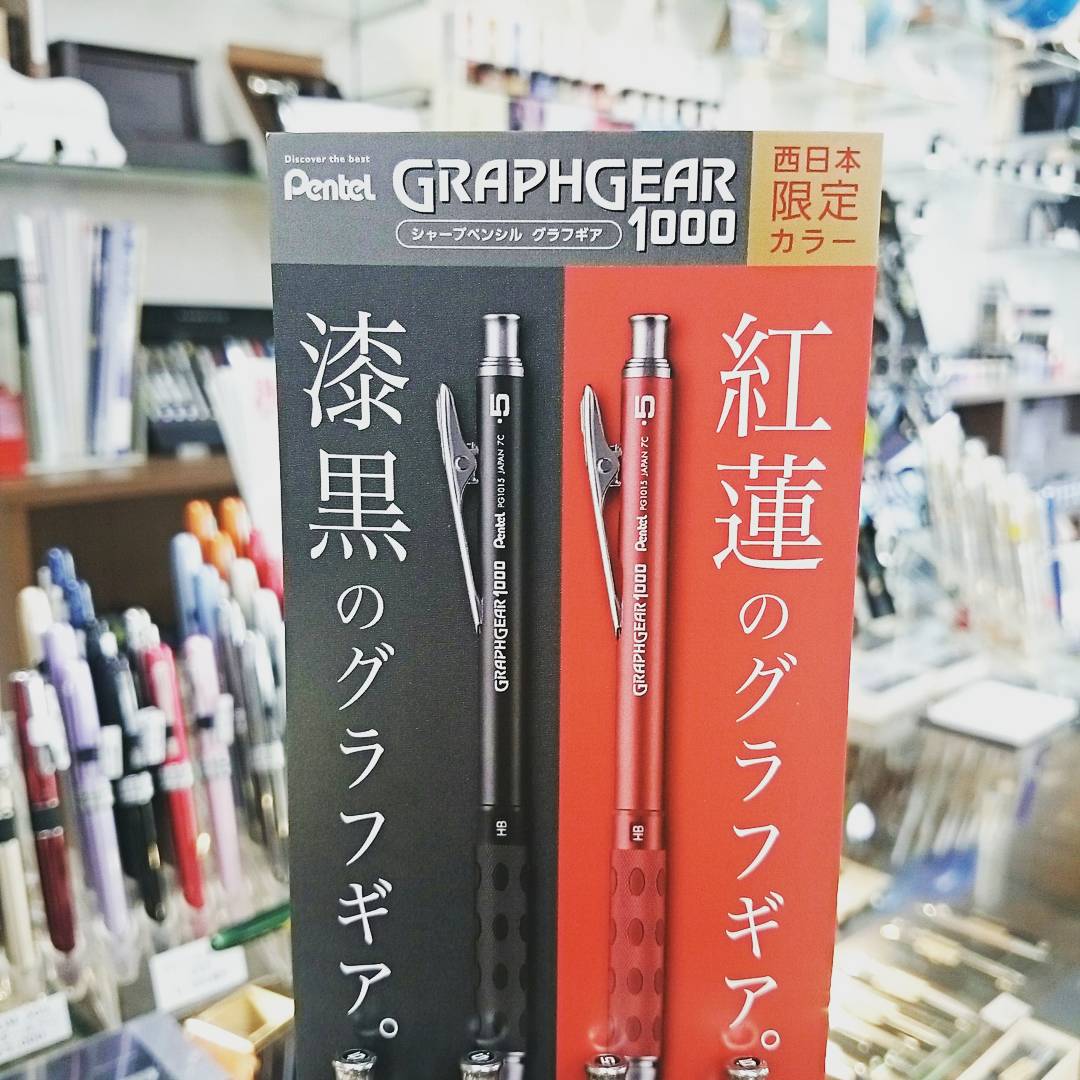 Discover the best
Pentel
GRAPHGEAR
1000
シャープペンシル グラフギア
西日本
限定
カラー
漆黒のグラフギア。
.5
PG1015 JAPAN 7C
Pentel
GRAPHGEAR1000
HB
.5
PG1015 JAPAN 7C
Pentel
GRAPHGEAR1000
HB
紅蓮のグラフギア。